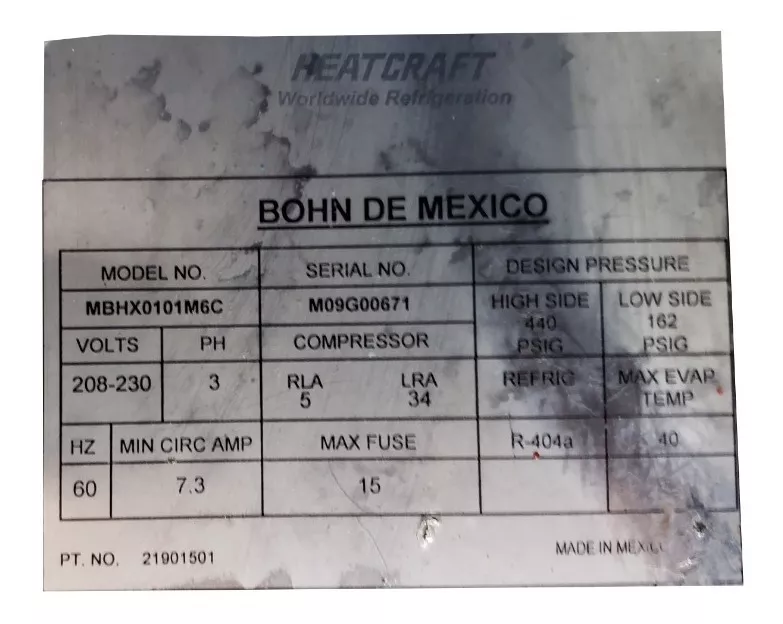 HEATCRAFT
Worldwide Refrigeration
BOHN DE MEXICO
MODEL NO. SERIAL NO. DESIGN PRESSURE
MBHX0101M6C M09G00671 HIGH SIDE LOW SIDE
440 162
VOLTS PH COMPRESSOR PSIG PSIG
208-230 3 RLA LRA REFRIG MAX EVAP
5 34 TEMP
HZ MIN CIRC AMP MAX FUSE R-404a 40
60 7.3 15
PT. NO. 21901501 MADE IN MEXICO